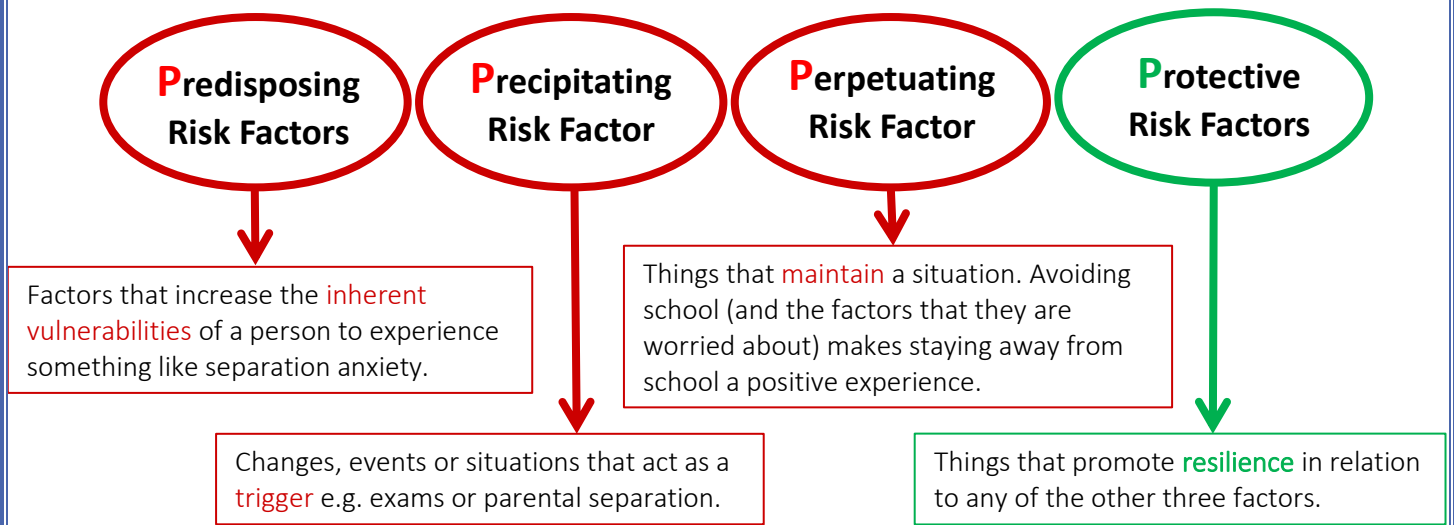 Predisposing
Risk Factors
Precipitating
Risk Factor
Perpetuating
Risk Factor
Protective
Risk Factors
Factors that increase the inherent
vulnerabilities of a person to experience
something like separation anxiety.
Things that maintain a situation. Avoiding
school (and the factors that they are
worried about) makes staying away from
school a positive experience.
Changes, events or situations that act as a
trigger e.g. exams or parental separation.
Things that promote resilience in relation
to any of the other three factors.